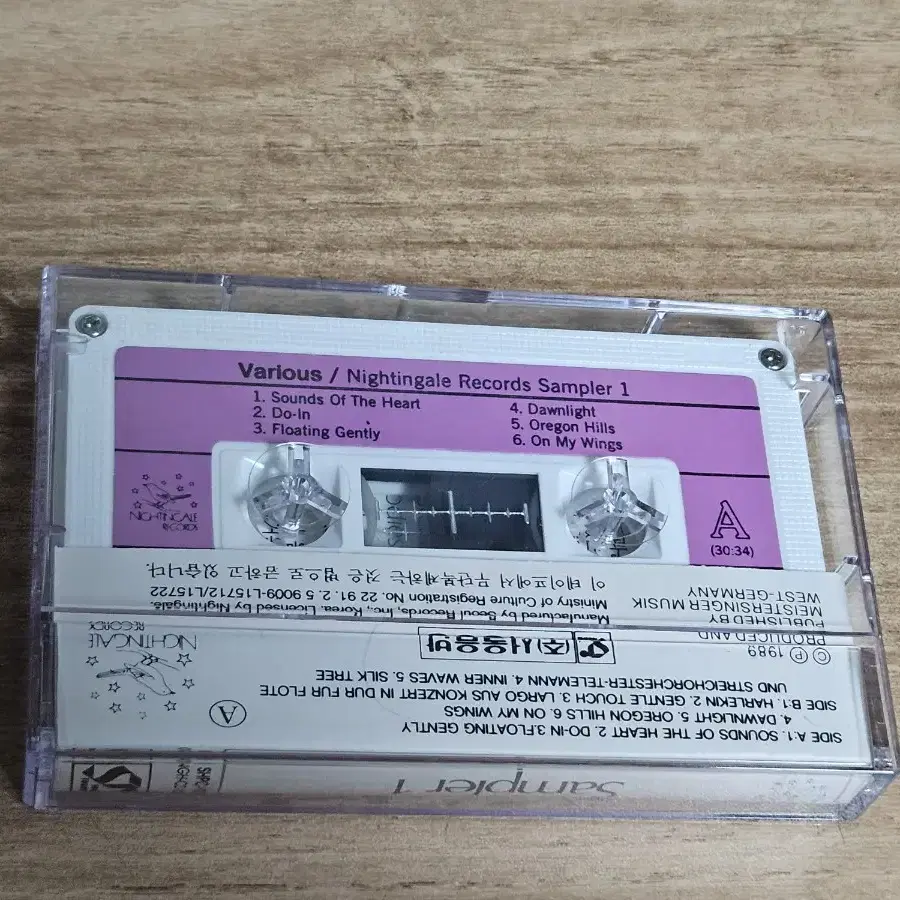 Various / Nightingale Records Sampler 1
1. Sounds Of The Heart
2. Do-In
3. Floating Gently
4. Dawnlight
5. Oregon Hills
6. On My Wings
NIGHTINGALE
RECORDS
A
(30:34)
Sampler 1
SIDE A:1. SOUNDS OF THE HEART 2. DO-IN 3.FLOATING GENTLY
4. DAWNLIGHT 5. OREGON HILLS 6. ON MY WINGS
SIDE B:1. HARLEKIN 2. GENTLE TOUCH 3. LARGO AUS KONZERT IN DUR FUR FLOTE
UND STREICHORCHESTER-TELEMANN 4. INNER WAVES 5. SILK TREE
A
NIGHTINGALE
RECORDS
© ℗ 1989
PRODUCED AND
PUBLISHED BY
MEISTERSINGER MUSIK
WEST-GERMANY
(주)서울음반
Manufactured by Seoul Records, Inc., Korea. Licensed by Nightingale.
Ministry of Culture Registration No. 22 91. 2. 5 9009-L15712/L15722
이 테이프에서 무단복제하는 것은 법으로 금하고 있습니다.